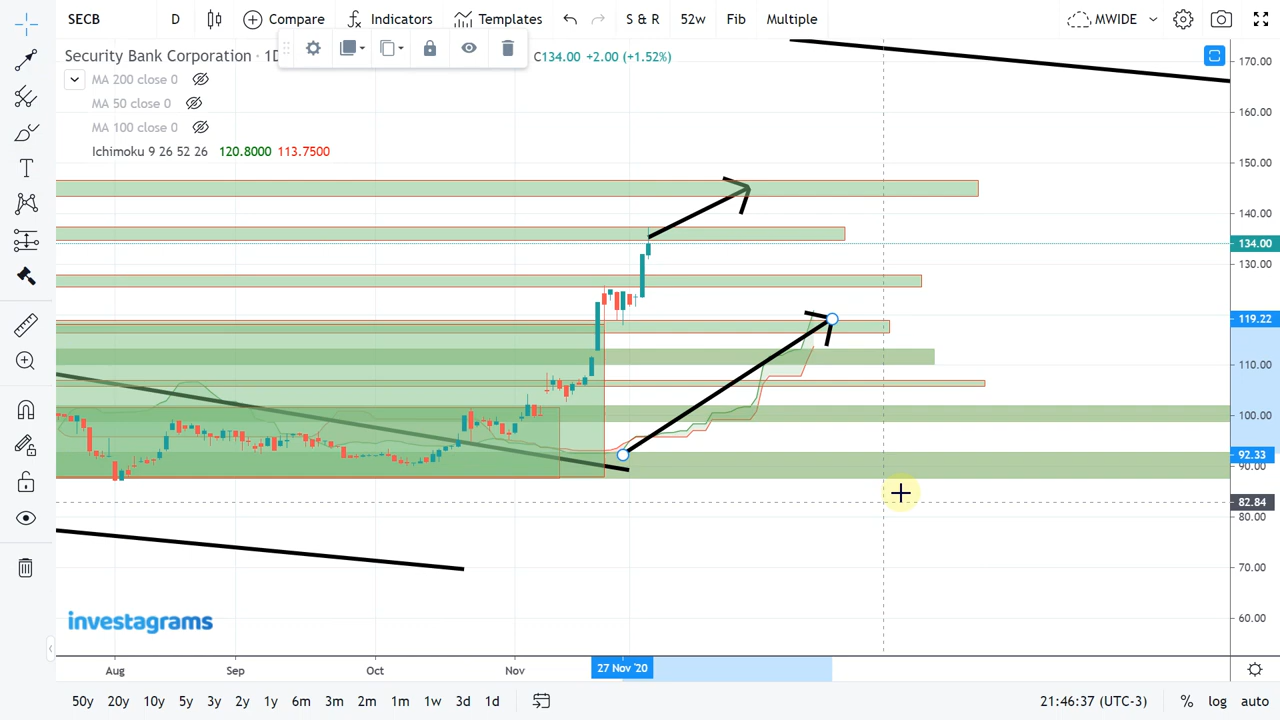 SECB D Compare Indicators Templates S & R 52w Fib Multiple MWIDE
Security Bank Corporation · 1D C134.00 +2.00 (+1.52%)
MA 200 close 0
MA 50 close 0
MA 100 close 0
Ichimoku 9 26 52 26 120.8000 113.7500
170.00
160.00
150.00
140.00
134.00
130.00
119.22
110.00
100.00
92.33
90.00
82.84
80.00
70.00
60.00
investagrams
Aug Sep Oct Nov 27 Nov '20
50y 20y 10y 5y 3y 2y 1y 6m 3m 2m 1m 1w 3d 1d 21:46:37 (UTC-3) % log auto